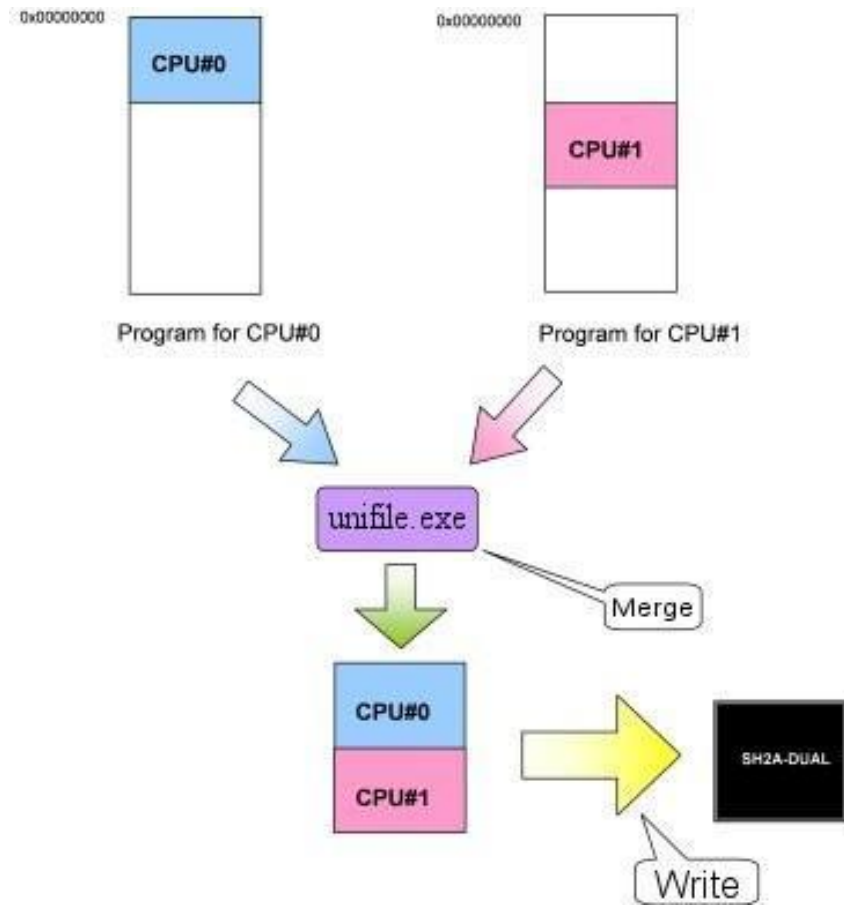 0x00000000
0x00000000
CPU#0
CPU#1
Program for CPU#0
Program for CPU#1
unifile.exe
Merge
CPU#0
CPU#1
SH2A-DUAL
Write